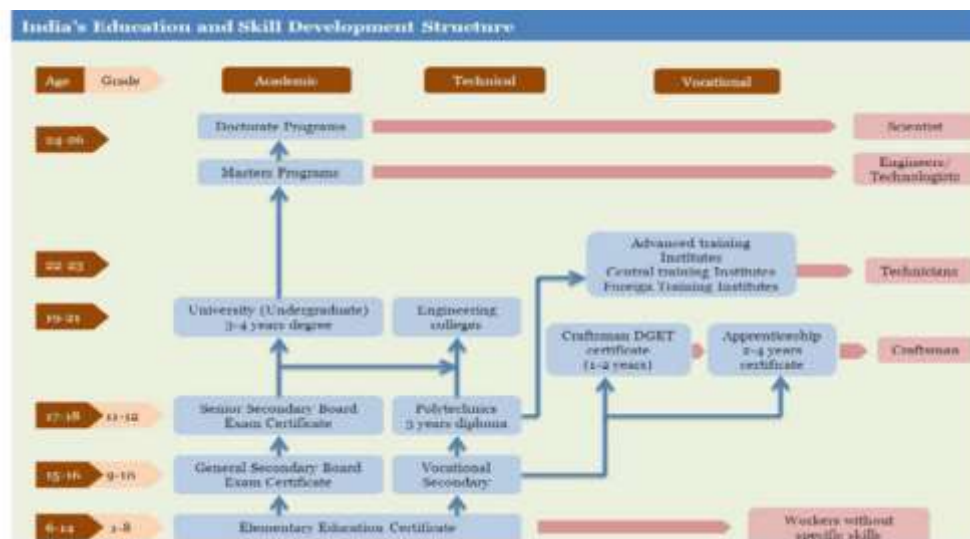 India's Education and Skill Development Structure
Age
Grade
Academic
Technical
Vocational
24-26
Doctorate Programs
Scientist
Masters Programs
Engineers/
Technologists
22-23
Advanced training
Institutes
Central training Institutes
Foreign Training Institutes
Technicians
19-21
University (Undergraduate)
3-4 years degree
Engineering
colleges
Craftsman DGET
certificate
(1-2 years)
Apprenticeship
2-4 years
certificate
Craftsman
17-18
11-12
Senior Secondary Board
Exam Certificate
Polytechnics
3 years diploma
15-16
9-10
General Secondary Board
Exam Certificate
Vocational
Secondary
6-14
1-8
Elementary Education Certificate
Workers without
specific skills